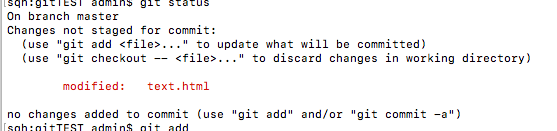 [sqh:gitTEST admin$ git status
On branch master
Changes not staged for commit:
  (use "git add <file>..." to update what will be committed)
  (use "git checkout -- <file>..." to discard changes in working directory)
modified:   text.html
no changes added to commit (use "git add" and/or "git commit -a")
[sqh:gitTEST admin$ git add